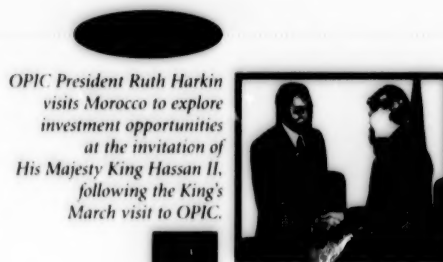 OPIC President Ruth Harkin
visits Morocco to explore
investment opportunities
at the invitation of
His Majesty King Hassan II,
following the King's
March visit to OPIC.